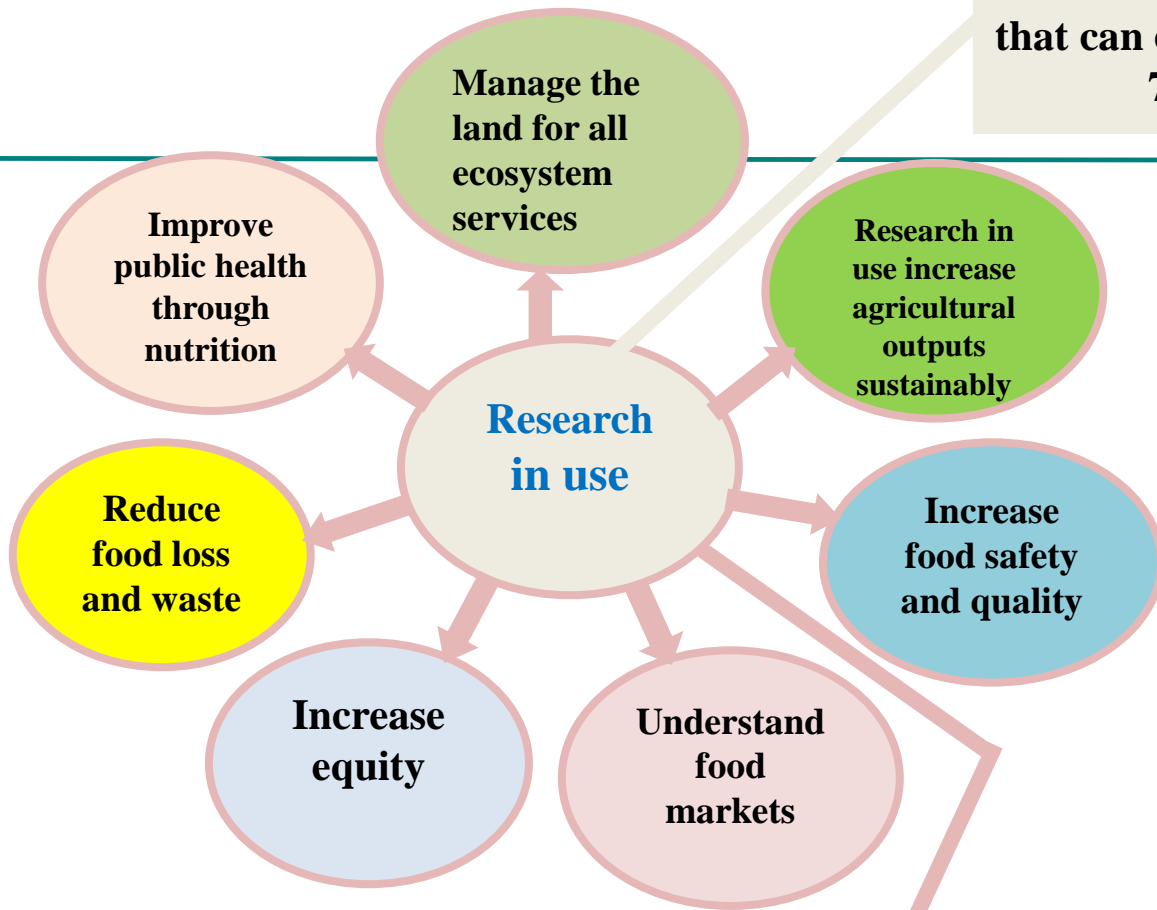 that can
7
Manage the
land for all
ecosystem
services
Improve
public health
through
nutrition
Research in
use increase
agricultural
outputs
sustainably
Research
in use
Reduce
food loss
and waste
Increase
food safety
and quality
Increase
equity
Understand
food
markets